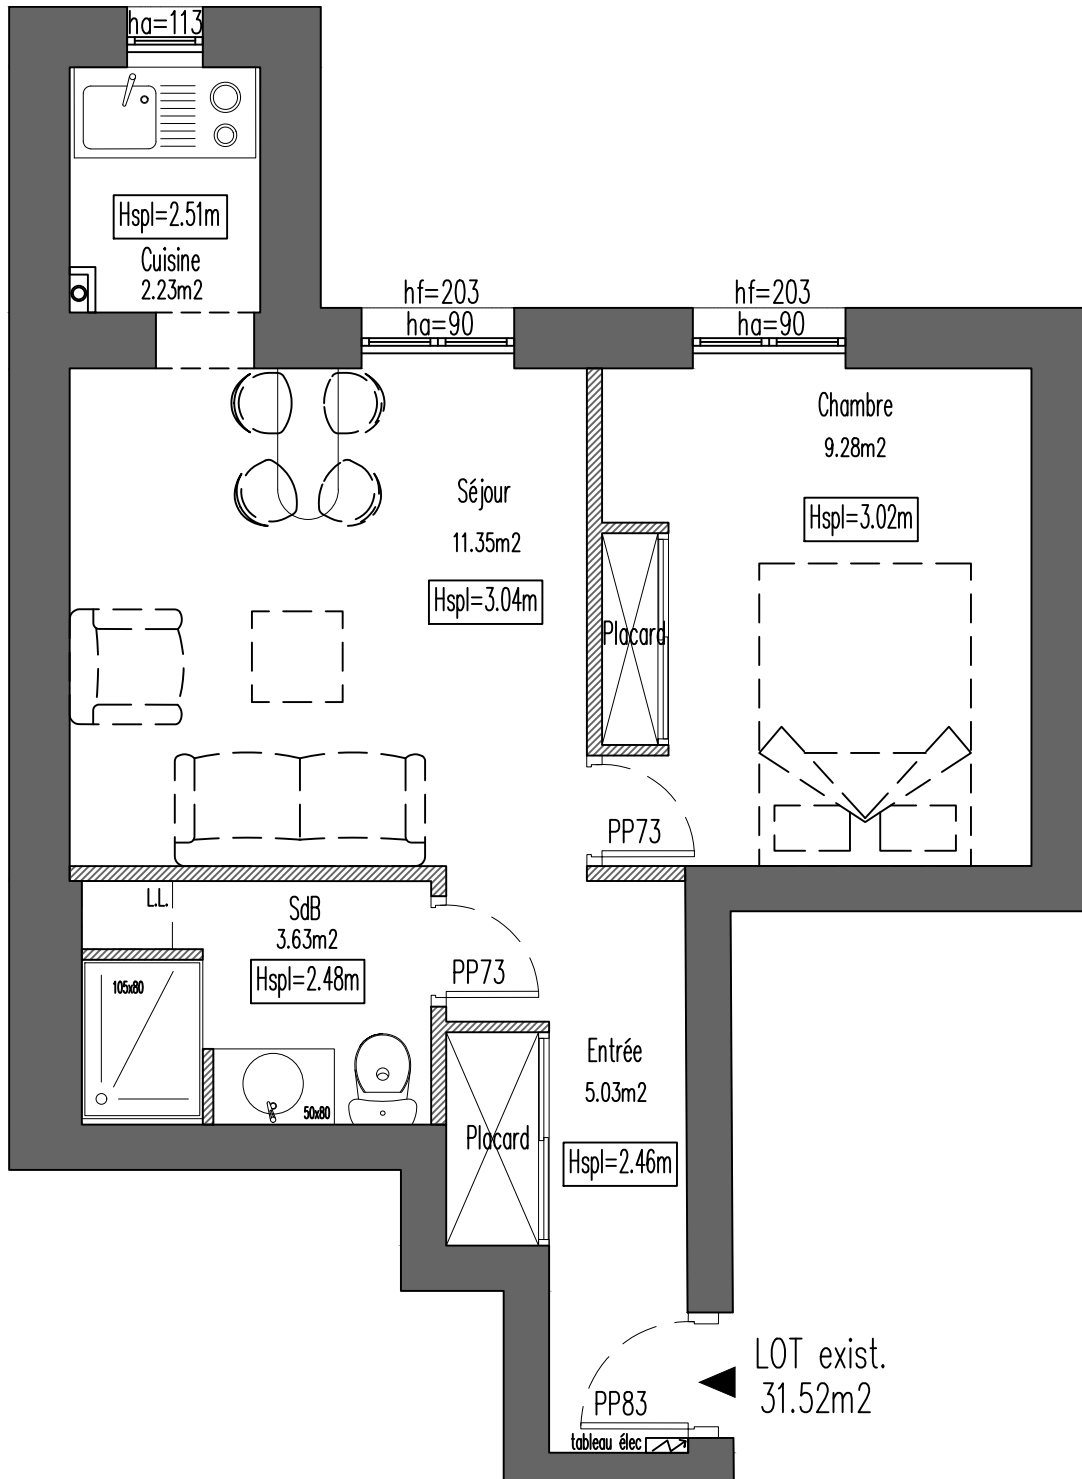 ha=113
Hspl=2.51m
Cuisine
2.23m2
hf=203
ha=90
hf=203
ha=90
Chambre
9.28m2
Hspl=3.02m
Séjour
11.35m2
Hspl=3.04m
Placard
PP73
L.L.
SdB
3.63m2
Hspl=2.48m
PP73
105x80
50x80
Entrée
5.03m2
Placard
Hspl=2.46m
LOT exist.
31.52m2
PP83
tableau élec